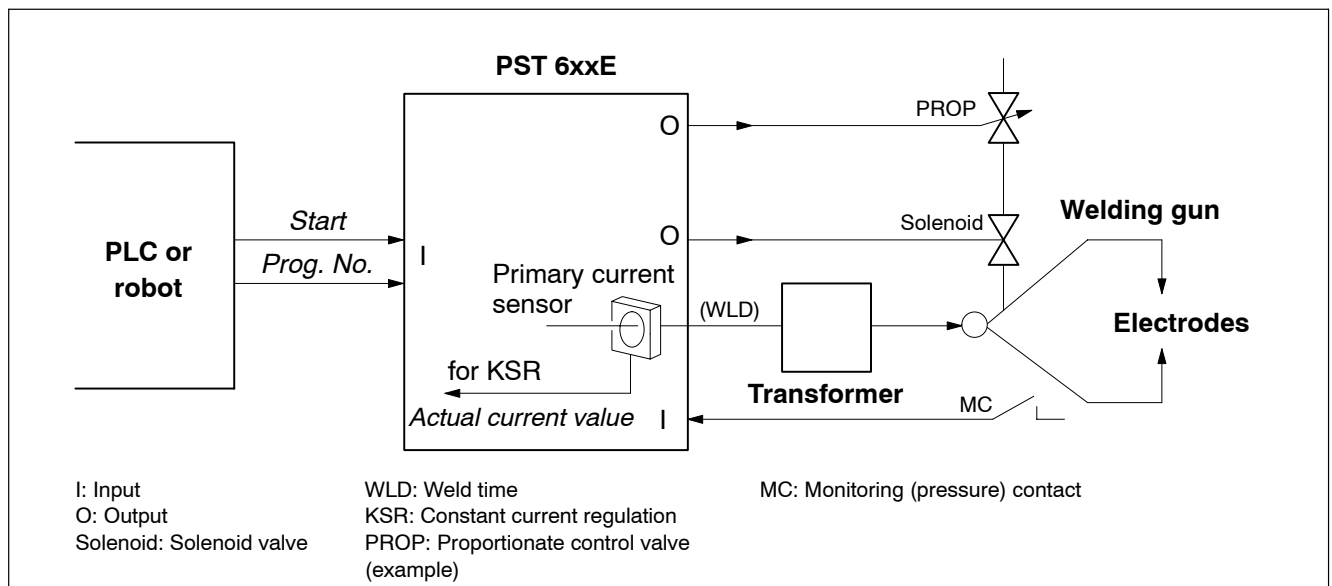 PST 6xxE
PROP
O
Start
Solenoid
Welding gun
O
PLC or
robot
I
Prog. No.
Primary current
sensor
(WLD)
Electrodes
for KSR
Transformer
Actual current value
I
MC
I: Input
O: Output
Solenoid: Solenoid valve
WLD: Weld time
KSR: Constant current regulation
PROP: Proportionate control valve
(example)
MC: Monitoring (pressure) contact